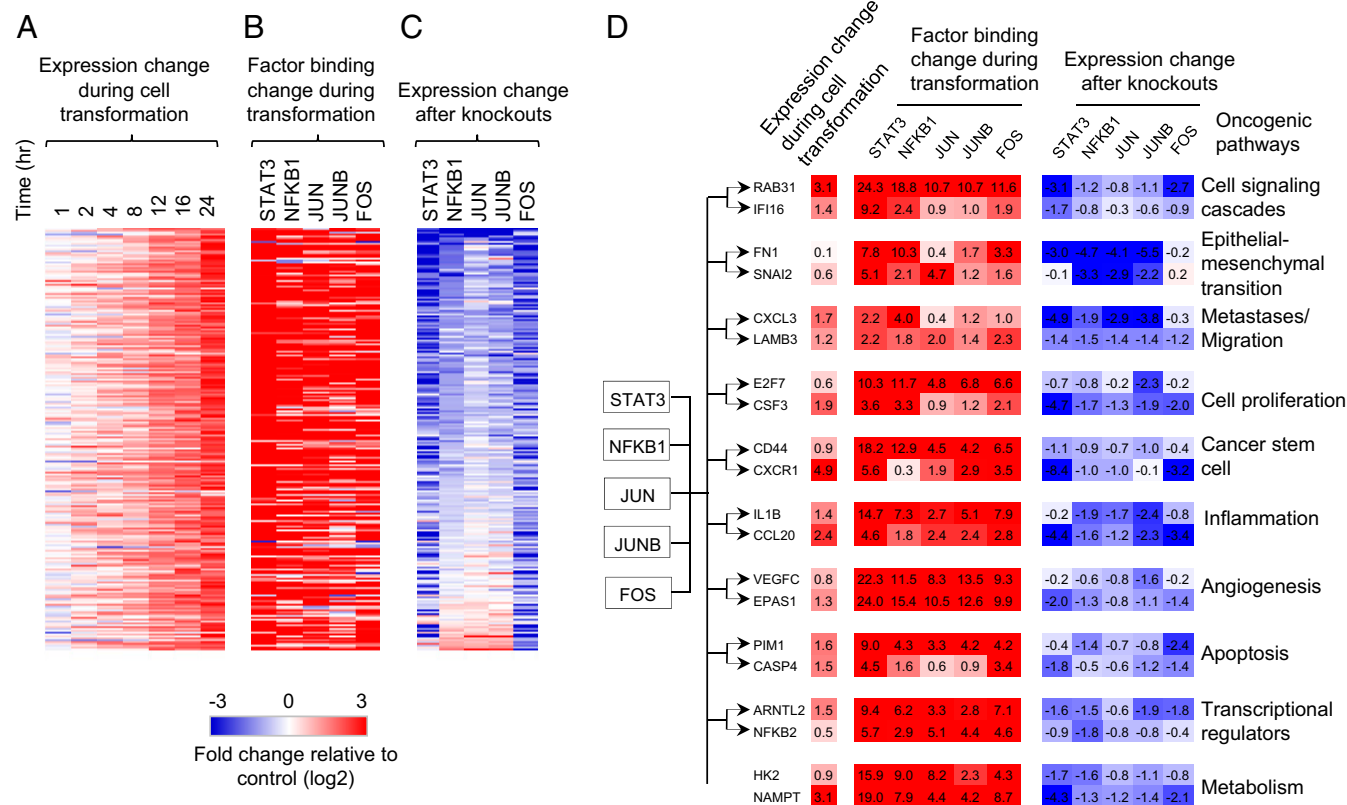 A
Expression change
during cell
transformation
Time (hr)
1 2 4 8 12 16 24
B
Factor binding
change during
transformation
STAT3 NFKB1 JUN JUNB FOS
C
Expression change
after knockouts
STAT3 NFKB1 JUN JUNB FOS
-3 0 3
Fold change relative to
control (log2)
D
STAT3
NFKB1
JUN
JUNB
FOS
Expression change
during cell
transformation
Factor binding
change during
transformation
STAT3 NFKB1 JUN JUNB FOS
Expression change
after knockouts
STAT3 NFKB1 JUN JUNB FOS
Oncogenic
pathways
RAB31 3.1 24.3 18.8 10.7 10.7 11.6 -3.1 -1.2 -0.8 -1.1 -2.7
IFI16 1.4 9.2 2.4 0.9 1.0 1.9 -1.7 -0.8 -0.3 -0.6 -0.9
Cell signaling
cascades
FN1 0.1 7.8 10.3 0.4 1.7 3.3 -3.0 -4.7 -4.1 -5.5 -0.2
SNAI2 0.6 5.1 2.1 4.7 1.2 1.6 -0.1 -3.3 -2.9 -2.2 0.2
Epithelial-
mesenchymal
transition
CXCL3 1.7 2.2 4.0 0.4 1.2 1.0 -4.9 -1.9 -2.9 -3.8 -0.3
LAMB3 1.2 2.2 1.8 2.0 1.4 2.3 -1.4 -1.5 -1.4 -1.4 -1.2
Metastases/
Migration
E2F7 0.6 10.3 11.7 4.8 6.8 6.6 -0.7 -0.8 -0.2 -2.3 -0.2
CSF3 1.9 3.6 3.3 0.9 1.2 2.1 -4.7 -1.7 -1.3 -1.9 -2.0
Cell proliferation
CD44 0.9 18.2 12.9 4.5 4.2 6.5 -1.1 -0.9 -0.7 -1.0 -0.4
CXCR1 4.9 5.6 0.3 1.9 2.9 3.5 -8.4 -1.0 -1.0 -0.1 -3.2
Cancer stem
cell
IL1B 1.4 14.7 7.3 2.7 5.1 7.9 -0.2 -1.9 -1.7 -2.4 -0.8
CCL20 2.4 4.6 1.8 2.4 2.4 2.8 -4.4 -1.6 -1.2 -2.3 -3.4
Inflammation
VEGFC 0.8 22.3 11.5 8.3 13.5 9.3 -0.2 -0.6 -0.8 -1.6 -0.2
EPAS1 1.3 24.0 15.4 10.5 12.6 9.9 -2.0 -1.3 -0.8 -1.1 -1.4
Angiogenesis
PIM1 1.6 9.0 4.3 3.3 4.2 4.2 -0.4 -1.4 -0.7 -0.8 -2.4
CASP4 1.5 4.5 1.6 0.6 0.9 3.4 -1.8 -0.5 -0.6 -1.2 -1.4
Apoptosis
ARNTL2 1.5 9.4 6.2 3.3 2.8 7.1 -1.6 -1.5 -0.6 -1.9 -1.8
NFKB2 0.5 5.7 2.9 5.1 4.4 4.6 -0.9 -1.8 -0.8 -0.8 -0.4
Transcriptional
regulators
HK2 0.9 15.9 9.0 8.2 2.3 4.3 -1.7 -1.6 -0.8 -1.1 -0.8
NAMPT 3.1 19.0 7.9 4.4 4.2 8.7 -4.3 -1.3 -1.2 -1.4 -2.1
Metabolism